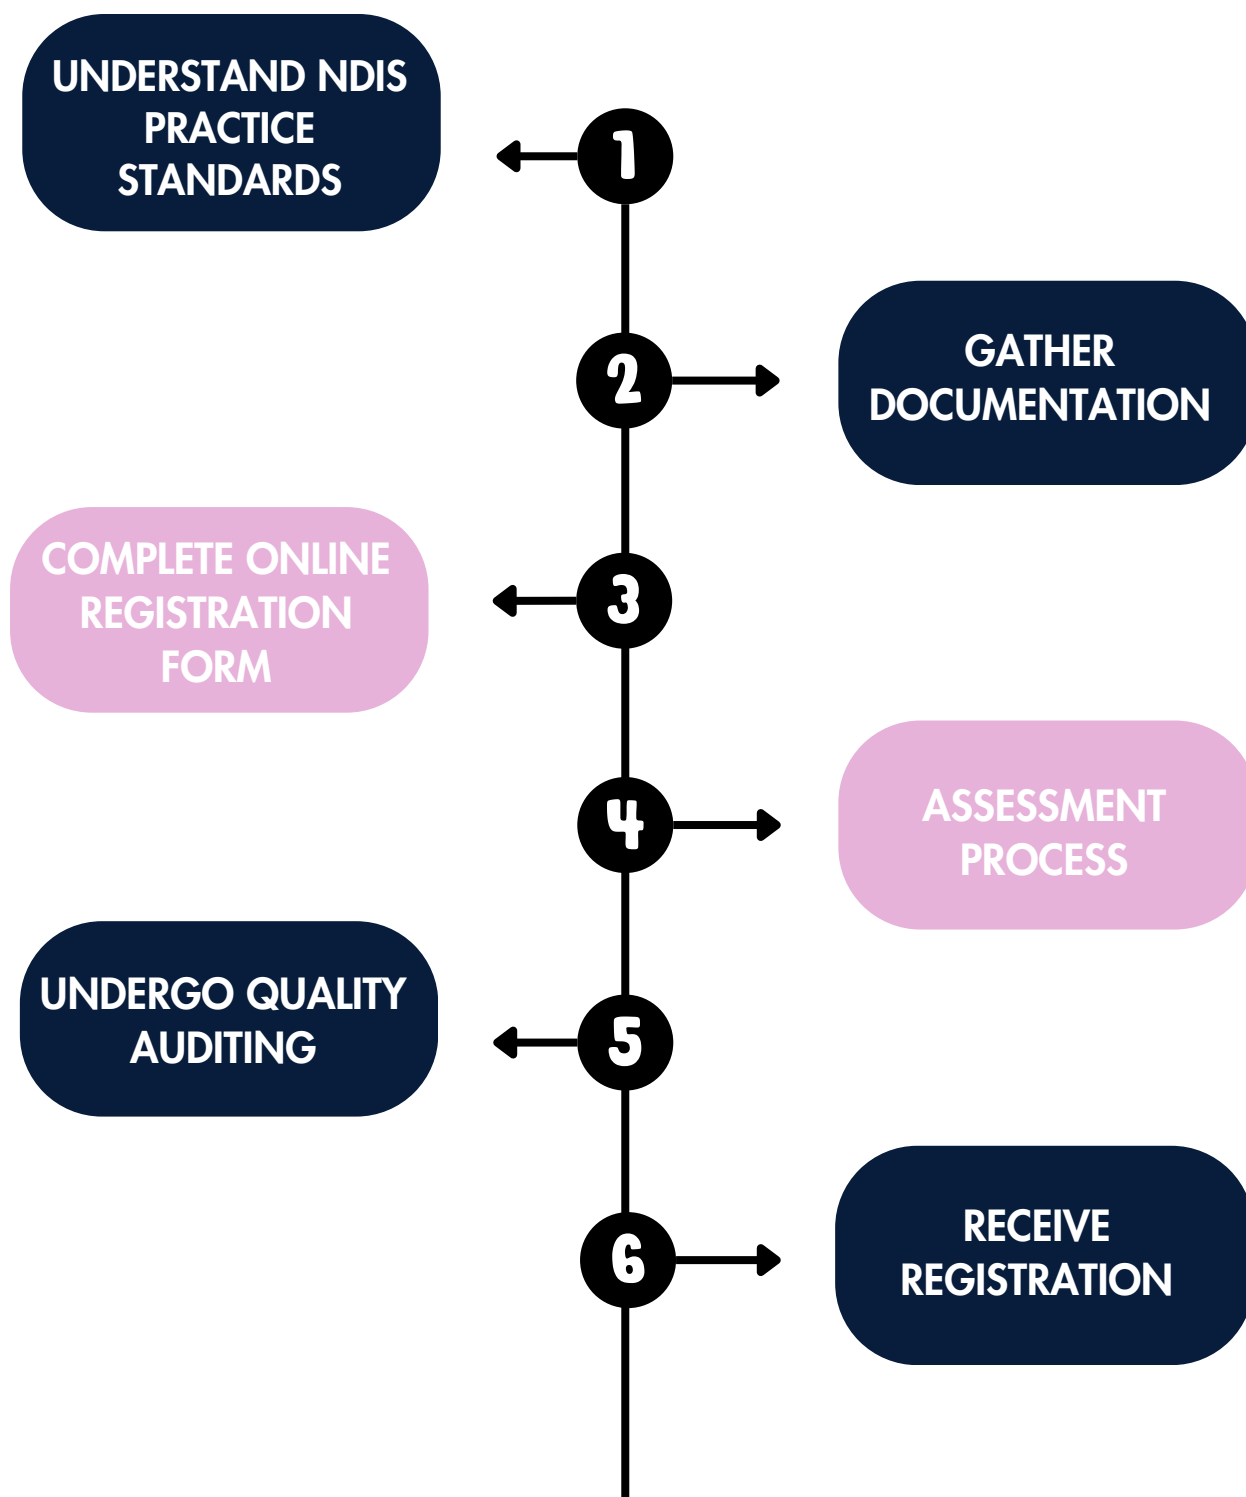 UNDERSTAND NDIS
PRACTICE
STANDARDS
1
2
GATHER
DOCUMENTATION
COMPLETE ONLINE
REGISTRATION
FORM
3
4
ASSESSMENT
PROCESS
UNDERGO QUALITY
AUDITING
5
6
RECEIVE
REGISTRATION